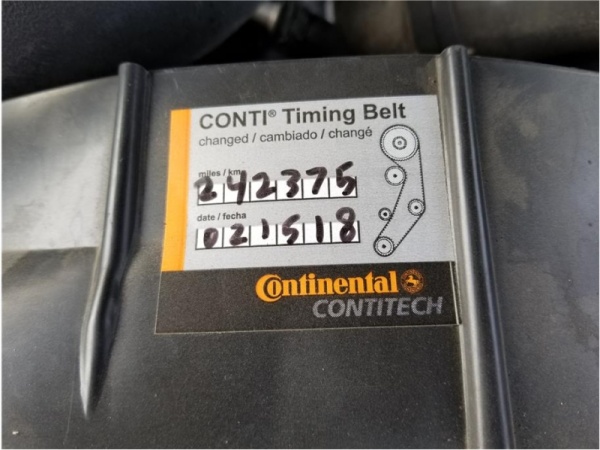 CONTI® Timing Belt
changed / cambiado / changé
miles / km
242375
date / fecha
021518
Continental
CONTITECH